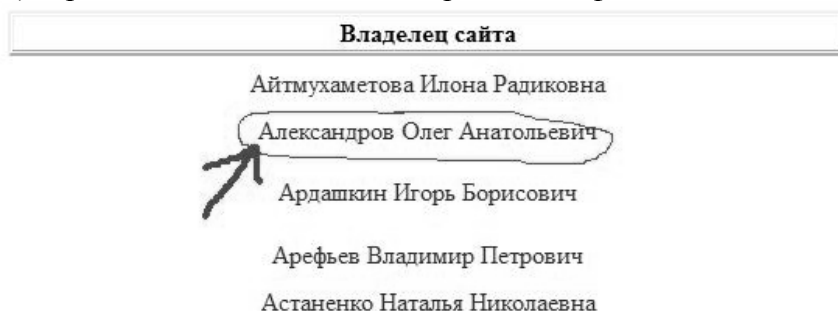 Владелец сайта
Айтмухаметова Илона Радиковна
Александров Олег Анатольевич
Ардашкин Игорь Борисович
Арефьев Владимир Петрович
Астаненко Наталья Николаевна